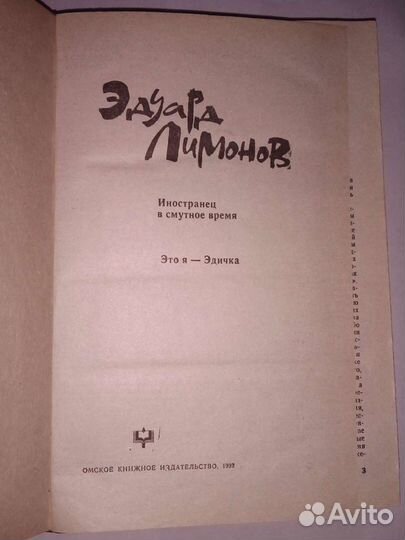 Эдуард
Лимонов
Иностранец
в смутное время
Это я — Эдичка
ОМСКОЕ КНИЖНОЕ ИЗДАТЕЛЬСТВО, 1992
3
Avito